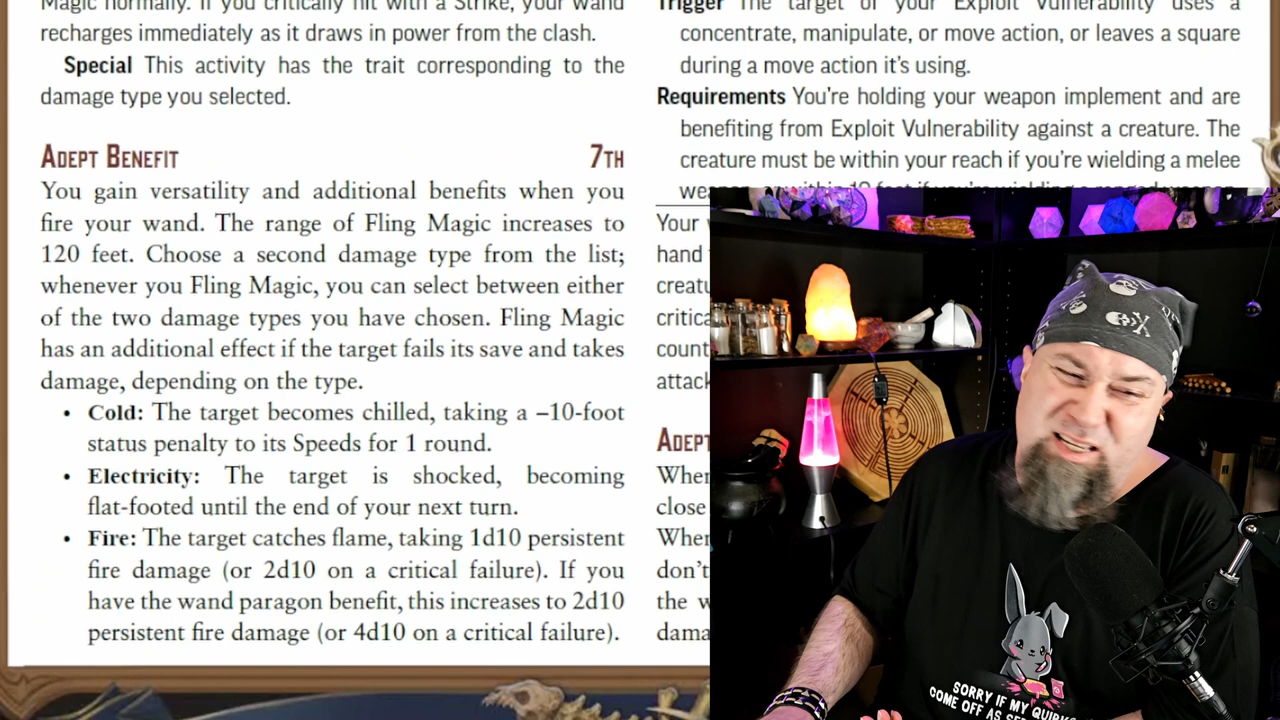 Magic normally. If you critically hit with a Strike, your wand
recharges immediately as it draws in power from the clash.
Special This activity has the trait corresponding to the
damage type you selected.
ADEPT BENEFIT 7TH
You gain versatility and additional benefits when you
fire your wand. The range of Fling Magic increases to
120 feet. Choose a second damage type from the list;
whenever you Fling Magic, you can select between either
of the two damage types you have chosen. Fling Magic
has an additional effect if the target fails its save and takes
damage, depending on the type.
• Cold: The target becomes chilled, taking a –10-foot
status penalty to its Speeds for 1 round.
• Electricity: The target is shocked, becoming
flat-footed until the end of your next turn.
• Fire: The target catches flame, taking 1d10 persistent
fire damage (or 2d10 on a critical failure). If you
have the wand paragon benefit, this increases to 2d10
persistent fire damage (or 4d10 on a critical failure).
Trigger The target of your Exploit Vulnerability uses a
concentrate, manipulate, or move action, or leaves a square
during a move action it's using.
Requirements You're holding your weapon implement and are
benefiting from Exploit Vulnerability against a creature. The
creature must be within your reach if you're wielding a melee
Your
hand
creatu
critica
count
attack
ADEPT
When
close
When
don't
the w
dama
SORRY IF MY
COME OFF AS